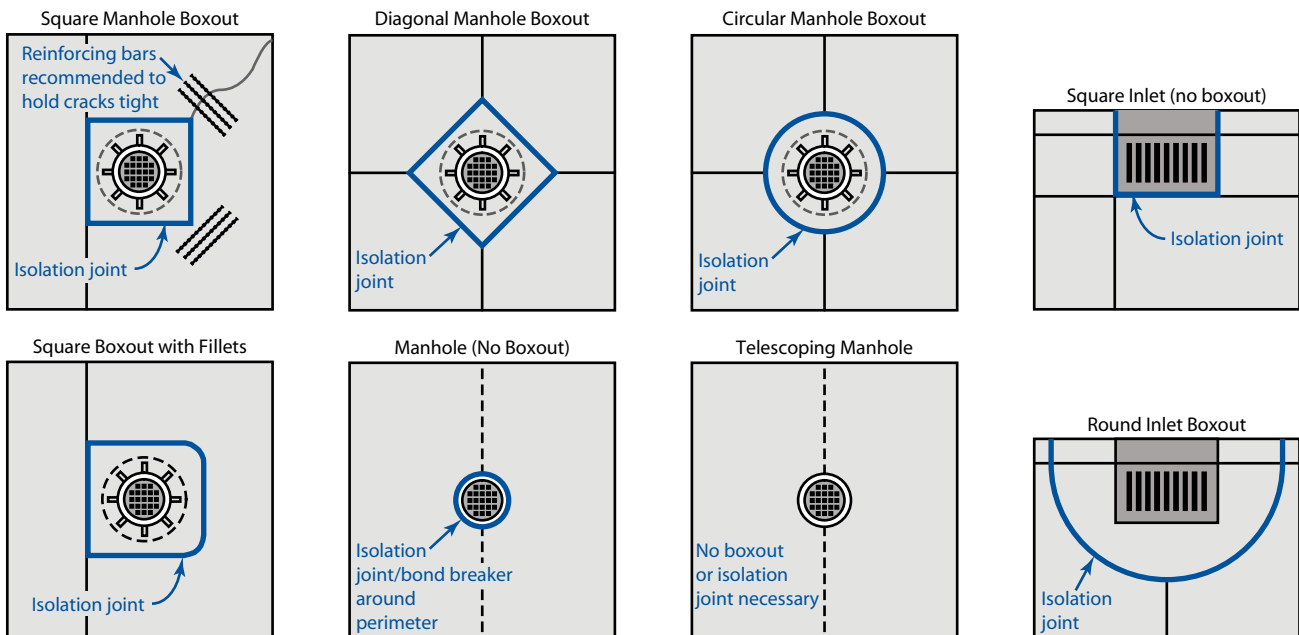 Square Manhole Boxout
Reinforcing bars
recommended to
hold cracks tight
Isolation joint
Diagonal Manhole Boxout
Isolation
joint
Circular Manhole Boxout
Isolation
joint
Square Inlet (no boxout)
Isolation joint
Square Boxout with Fillets
Isolation joint
Manhole (No Boxout)
Isolation
joint/bond breaker
around
perimeter
Telescoping Manhole
No boxout
or isolation
joint necessary
Round Inlet Boxout
Isolation
joint